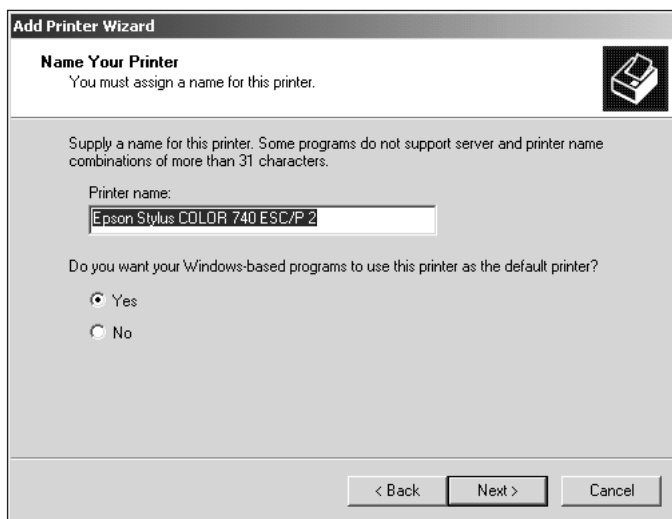 Add Printer Wizard
Name Your Printer
You must assign a name for this printer.
Supply a name for this printer. Some programs do not support server and printer name
combinations of more than 31 characters.
Printer name:
Epson Stylus COLOR 740 ESC/P 2
Do you want your Windows-based programs to use this printer as the default printer?
Yes
No
< Back
Next >
Cancel